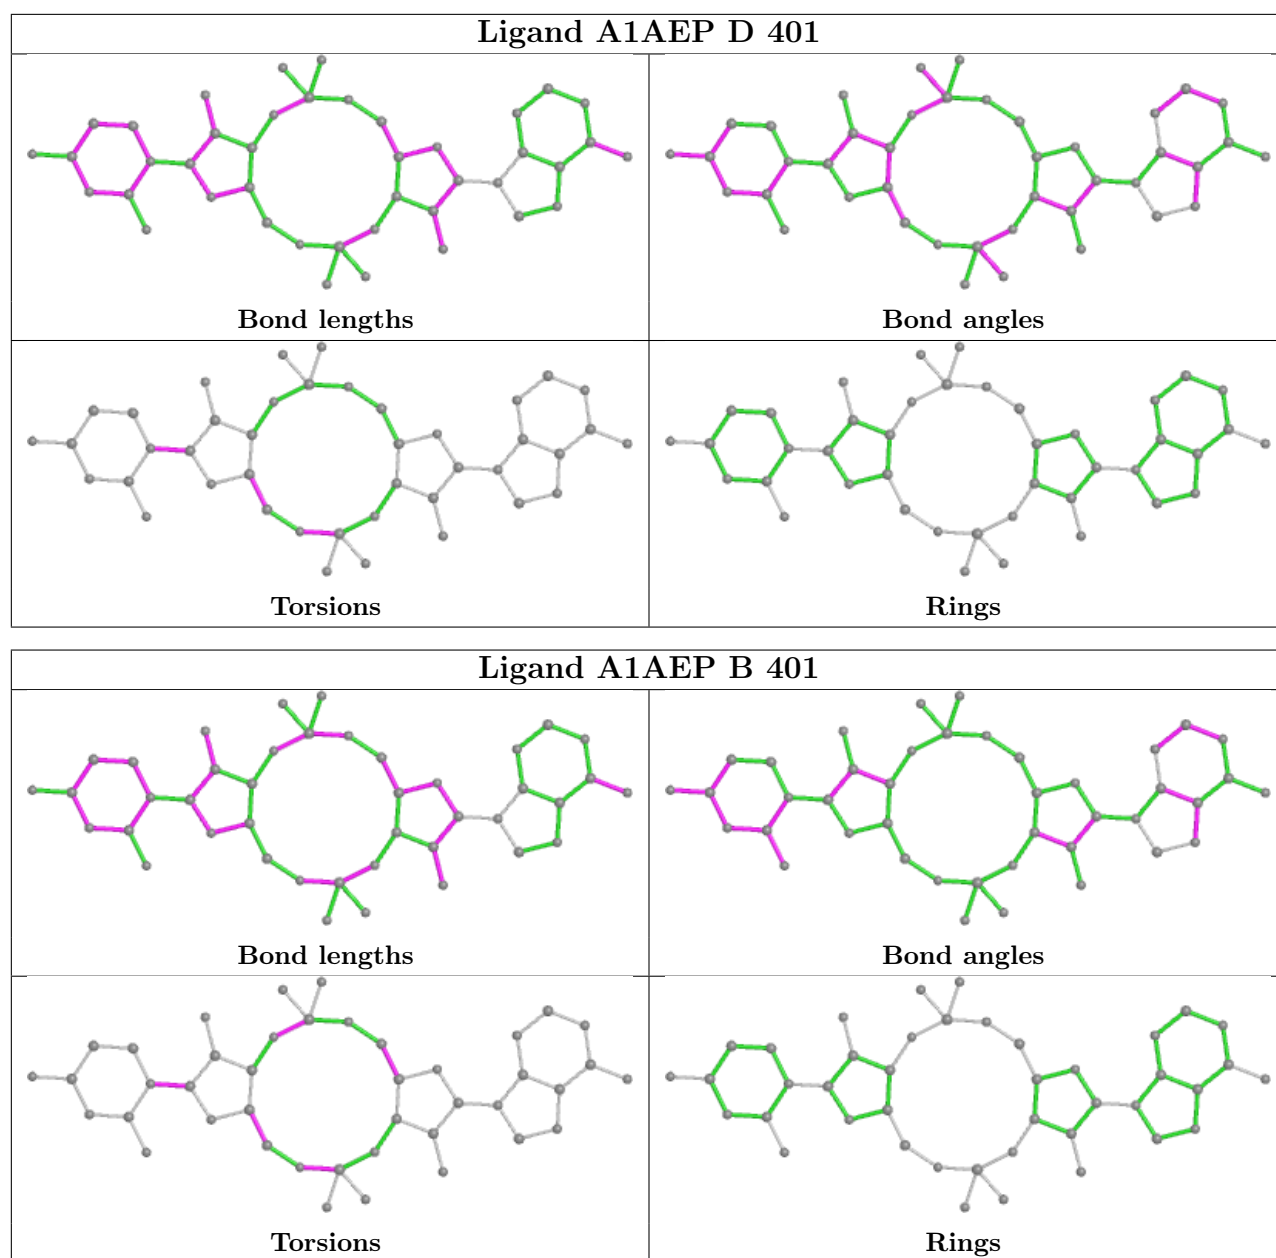 Ligand A1AEP D 401
Bond lengths
Bond angles
Torsions
Rings
Ligand A1AEP B 401
Bond lengths
Bond angles
Torsions
Rings